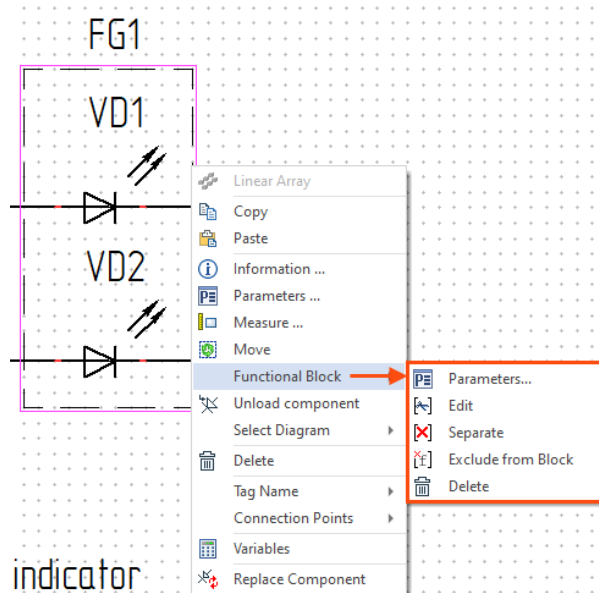 FG1
VD1
VD2
indicator
Linear Array
Copy
Paste
Information ...
Parameters ...
Measure ...
Move
Functional Block
Unload component
Select Diagram
Delete
Tag Name
Connection Points
Variables
Replace Component
Parameters...
Edit
Separate
Exclude from Block
Delete